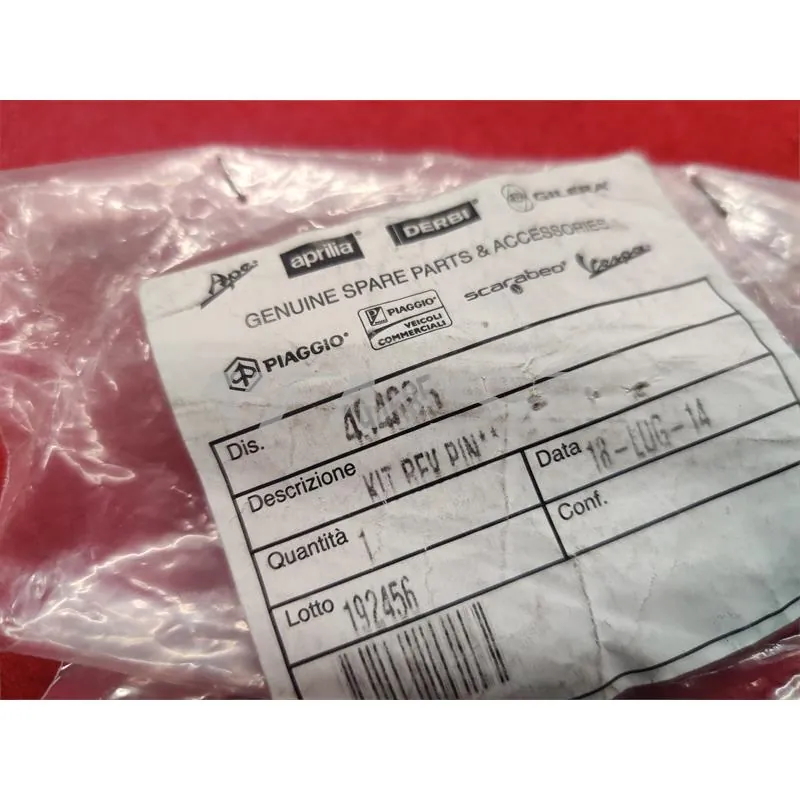 Ape aprilia DERBI GILERA
GENUINE SPARE PARTS & ACCESSORIES
PIAGGIO PIAGGIO VEICOLI COMMERCIALI scarabeo Vespa
Dis.
Descrizione KIT REV PIN**
Quantità 1 Data 18-LUG-14
Lotto 192456 Conf.